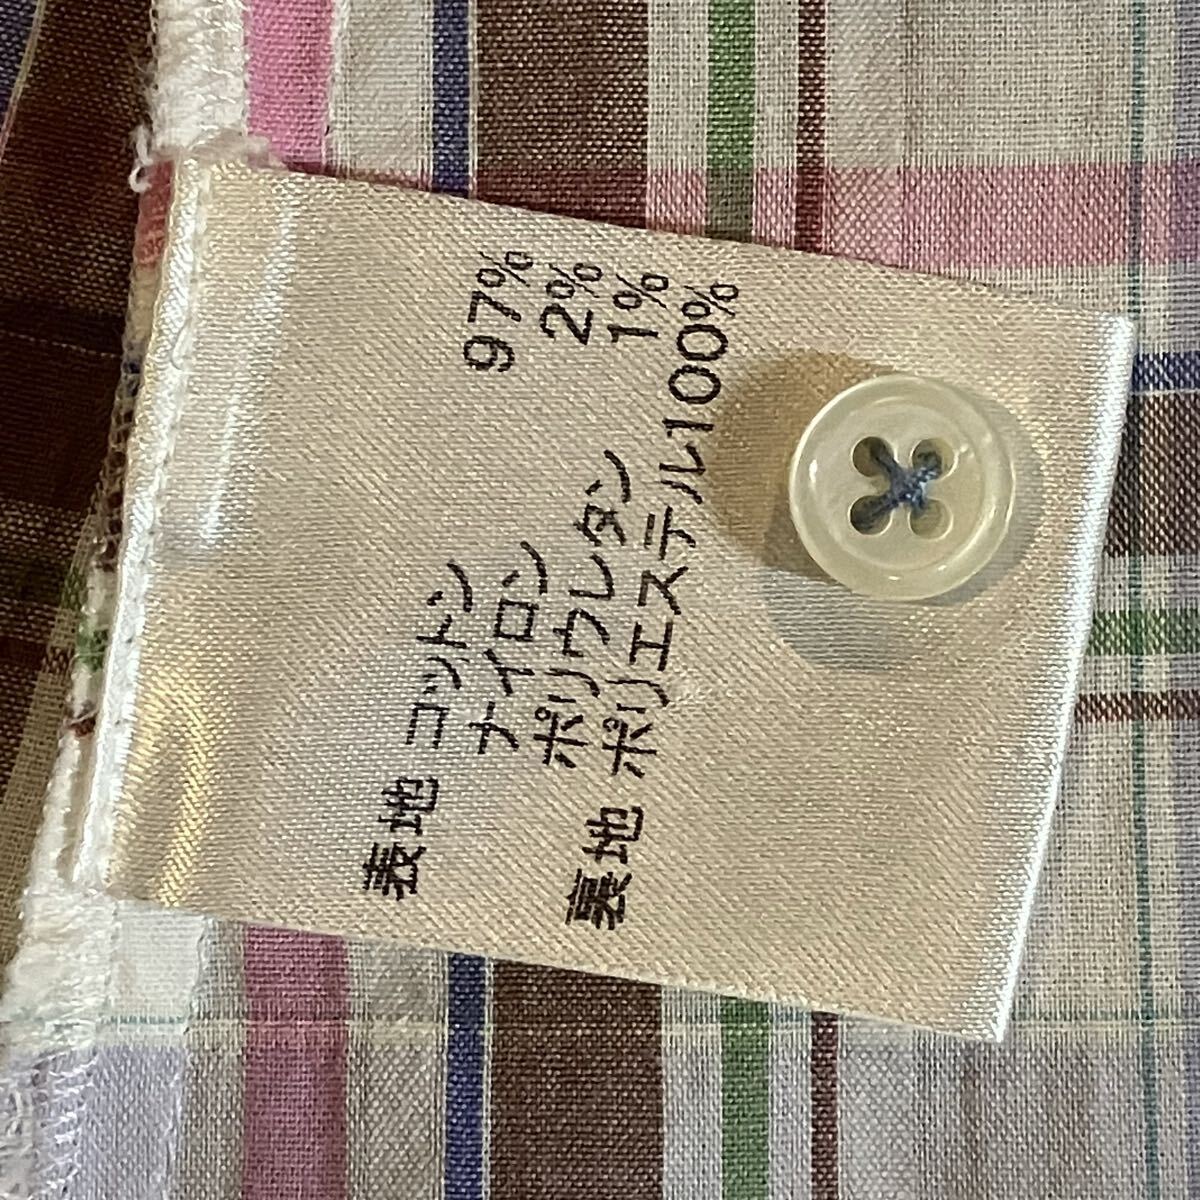 表地 コットン 97%
ナイロン 2%
ポリウレタン 1%
裏地 ポリエステル100%